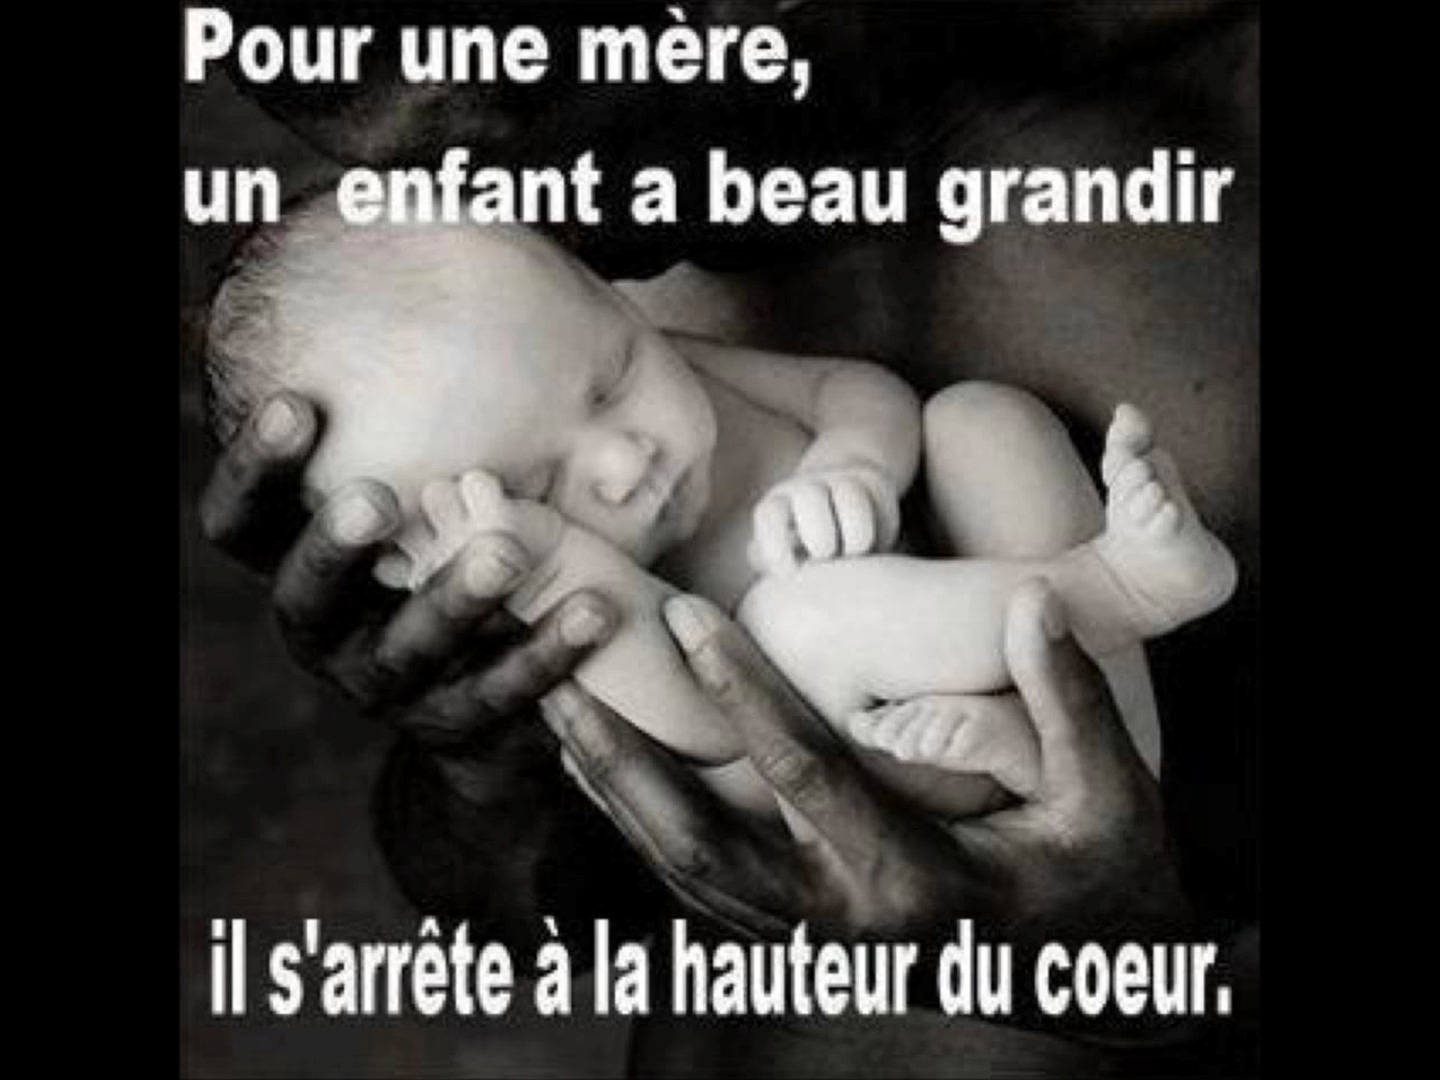 Pour une mère,
un enfant a beau grandir
il s'arrête à la hauteur du coeur.